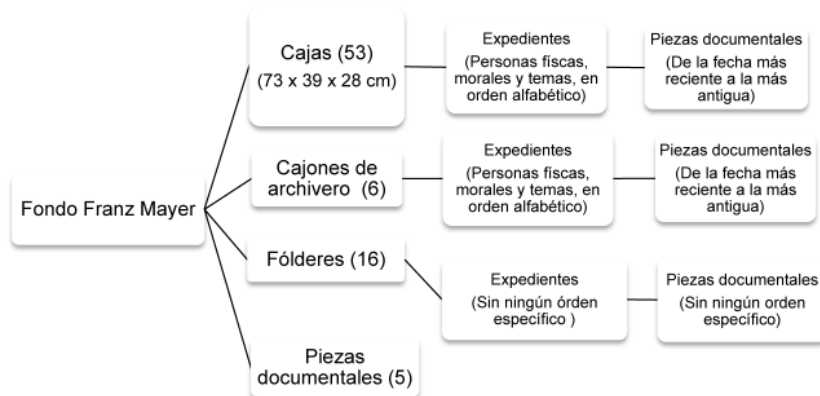 Fondo Franz Mayer
Cajas (53)
(73 x 39 x 28 cm)
Expedientes
(Personas físcas,
morales y temas, en
orden alfabético)
Piezas documentales
(De la fecha más
reciente a la más
antigua)
Cajones de
archivero (6)
Expedientes
(Personas físcas,
morales y temas, en
orden alfabético)
Piezas documentales
(De la fecha más
reciente a la más
antigua)
Fólderes (16)
Expedientes
(Sin ningún órden
específico )
Piezas documentales
(Sin ningún orden
específico)
Piezas
documentales (5)